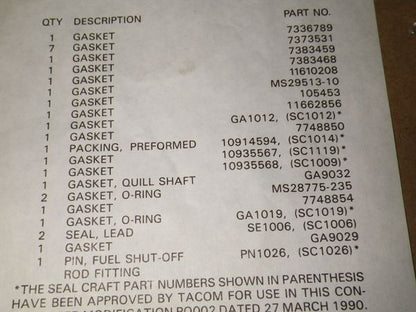 QTY DESCRIPTION PART NO.
1 GASKET 7336789
7 GASKET 7373531
1 GASKET 7383459
1 GASKET 7383468
1 GASKET 11610208
1 GASKET MS29513-10
1 GASKET 105453
1 GASKET 11662856
1 GASKET GA1012, (SC1012)*
1 GASKET 7748850
1 PACKING, PREFORMED 10914594, (SC1014)*
1 GASKET 10935567, (SC1119)*
1 GASKET 10935568, (SC1009)*
1 GASKET, QUILL SHAFT GA9032
2 GASKET, O-RING MS28775-235
1 GASKET 7748854
1 GASKET, O-RING GA1019, (SC1019)*
2 SEAL, LEAD SE1006, (SC1006)
1 GASKET GA9029
1 PIN, FUEL SHUT-OFF PN1026, (SC1026)*
ROD FITTING
*THE SEAL CRAFT PART NUMBERS SHOWN IN PARENTHESIS
HAVE BEEN APPROVED BY TACOM FOR USE IN THIS CON-
MODIFICATION PO002 DATED 27 MARCH 1990.